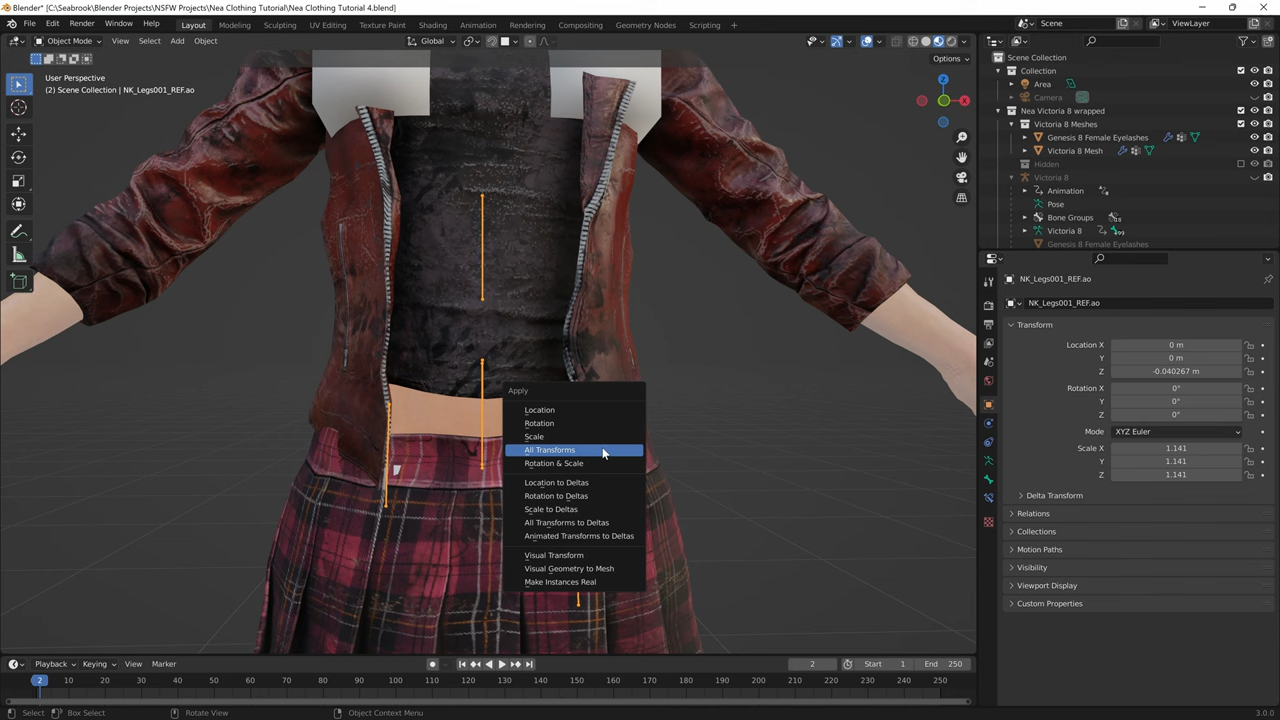 Blender* [C:\Seabrook\Blender Projects\NSFW Projects\Nea Clothing Tutorial\Nea Clothing Tutorial 4.blend]
File Edit Render Window Help Layout Modeling Sculpting UV Editing Texture Paint Shading Animation Rendering Compositing Geometry Nodes Scripting + Scene ViewLayer
Object Mode View Select Add Object Global
Options
User Perspective
(2) Scene Collection | NK_Legs001_REF.ao
Z
X
Apply
Location
Rotation
Scale
All Transforms
Rotation & Scale
Location to Deltas
Rotation to Deltas
Scale to Deltas
All Transforms to Deltas
Animated Transforms to Deltas
Visual Transform
Visual Geometry to Mesh
Make Instances Real
Scene Collection
Collection
Area
Camera
Nea Victoria 8 wrapped
Victoria 8 Meshes
Genesis 8 Female Eyelashes
Victoria 8 Mesh
Hidden
Victoria 8
Animation
Pose
Bone Groups
Victoria 8
Genesis 8 Female Eyelashes
NK_Legs001_REF.ao
NK_Legs001_REF.ao
Transform
Location X 0 m
Y 0 m
Z -0.040267 m
Rotation X 0°
Y 0°
Z 0°
Mode XYZ Euler
Scale X 1.141
Y 1.141
Z 1.141
Delta Transform
Relations
Collections
Motion Paths
Visibility
Viewport Display
Custom Properties
Playback Keying View Marker 2 Start 1 End 250
2 10 20 30 40 50 60 70 80 90 100 110 120 130 140 150 160 170 180 190 200 210 220 230 240 250
Select Box Select Rotate View Object Context Menu 3.0.0